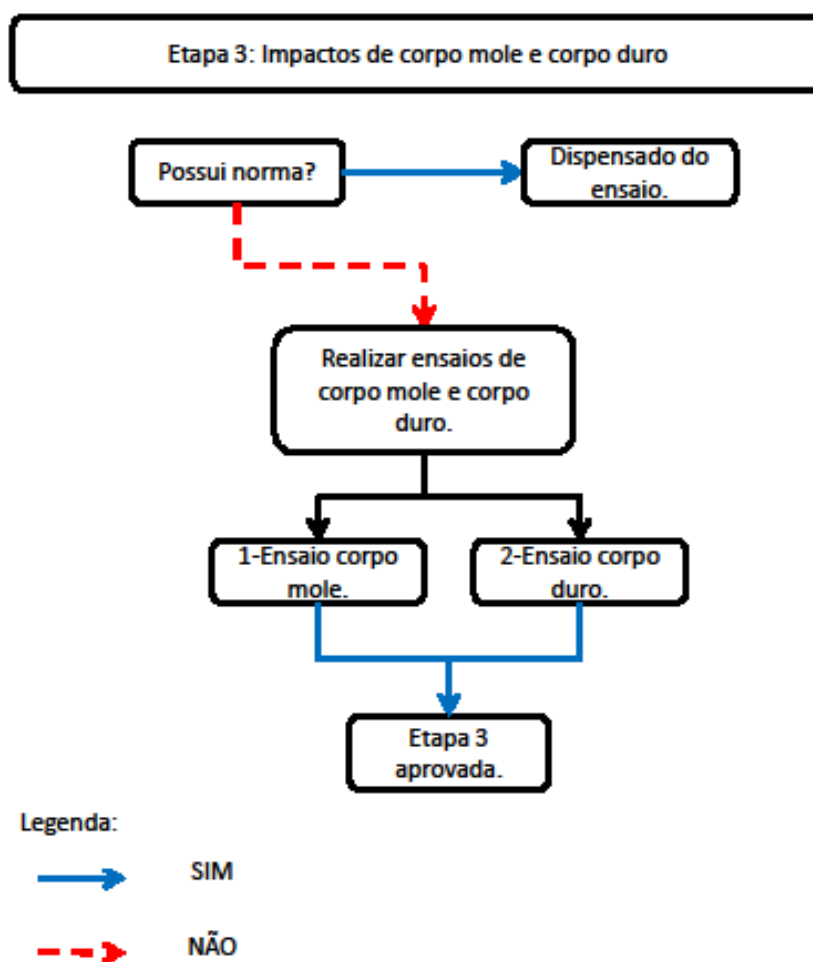 Etapa 3: Impactos de corpo mole e corpo duro
Possui norma?
Dispensado do
ensaio.
Realizar ensaios de
corpo mole e corpo
duro.
1-Ensaio corpo
mole.
2-Ensaio corpo
duro.
Etapa 3
aprovada.
Legenda:
SIM
NÃO